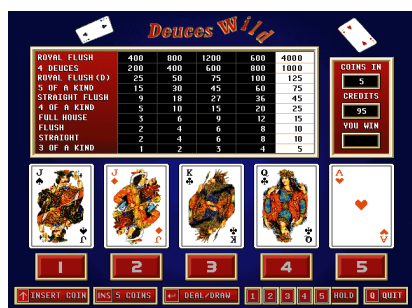 Deuces Wild
ROYAL FLUSH 400 800 1200 600 4000
4 DEUCES 200 400 600 800 1000
ROYAL FLUSH(D) 25 50 75 100 125
5 OF A KIND 15 30 45 60 75
STRAIGHT FLUSH 9 18 27 36 45
4 OF A KIND 5 10 15 20 25
FULL HOUSE 3 6 9 12 15
FLUSH 2 4 6 8 10
STRAIGHT 2 4 6 8 10
3 OF A KIND 1 2 3 4 5
COINS IN
5
CREDITS
95
YOU WIN
J J K Q A
J J K Q A
1 2 3 4 5
INSERT COIN INS 5 COINS DEAL/DRAW 1 2 3 4 5 HOLD Q QUIT